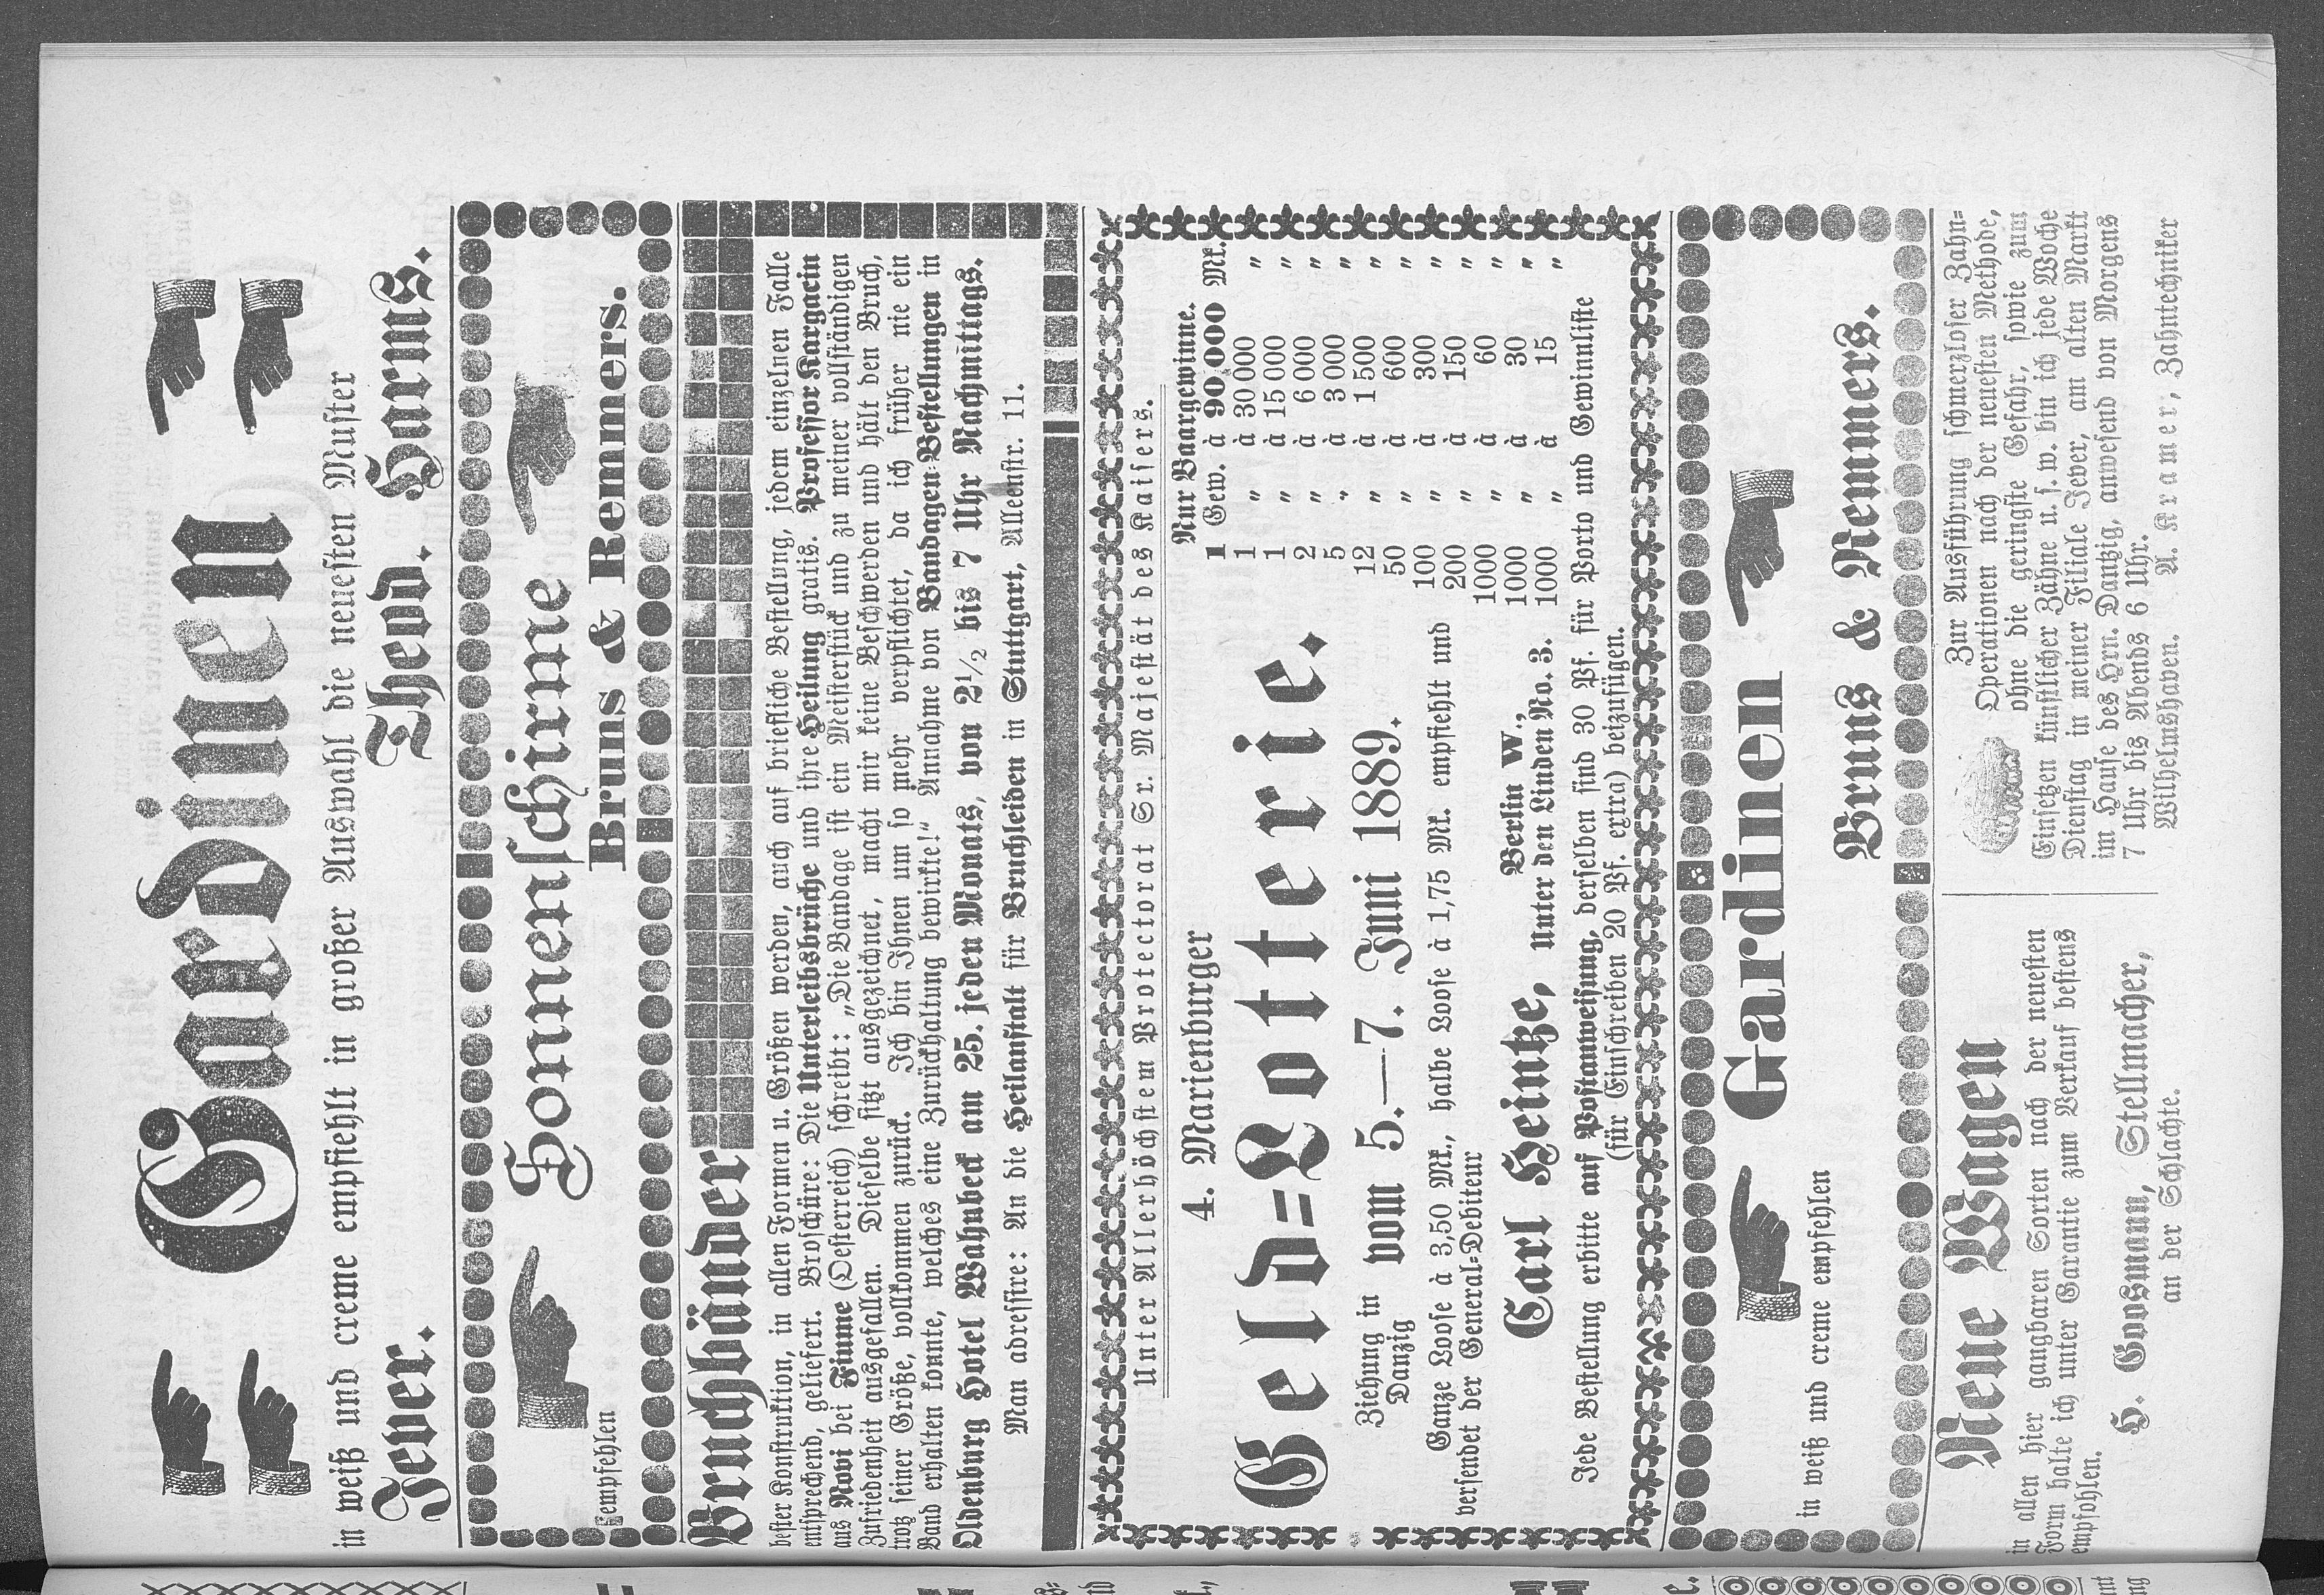 Gardinen
in weiß und creme empfiehlt in großer Auswahl die neuesten Muster
Jever. Theod. Harms.
Sonnenschirme
empfehlen Bruns & Remmers.
Bruchbänder
bester Konstruktion, in allen Formen u. Größen werden, auch auf briefliche Bestellung, jedem einzelnen Falle
entsprechend, geliefert. Broschüre: Die Unterleibsbrüche und ihre Heilung gratis. Professor Kargacin
aus Novi bei Fiume (Oesterreich) schreibt: „Die Bandage ist ein Meisterstück und zu meiner vollständigen
Zufriedenheit ausgefallen. Dieselbe sitzt ausgezeichnet, macht mir keine Beschwerden und hält den Bruch,
trotz seiner Größe, vollkommen zurück. Ich bin Ihnen um so mehr verpflichtet, da ich früher nie ein
Band erhalten konnte, welches eine Zurückhaltung bewirkte!“ Annahme von Bandagen-Bestellungen in
Oldenburg Hotel Wahnbeck am 25. jeden Monats, von 2½ bis 7 Uhr Nachmittags.
Man adressire: An die Heilanstalt für Bruchleiden in Stuttgart, Alleenstr. 11.
Unter Allerhöchstem Protectorat Sr. Majestät des Kaisers.
4. Marienburger
Geld=Lotterie.
Ziehung in
Danzig
vom 5.—7. Juni 1889.
Ganze Loose à 3,50 Mk., halbe Loose à 1,75 Mk. empfiehlt und
versendet der General=Debiteur
Carl Heintze, Berlin W.,
Unter den Linden No. 3.
Nur Baargewinne.
1 Gew. à 90 000 Mk.
1 „ à 30 000 „
1 „ à 15 000 „
2 „ à 6 000 „
5 „ à 3 000 „
12 „ à 1 500 „
50 „ à 600 „
100 „ à 300 „
200 „ à 150 „
1000 „ à 60 „
1000 „ à 30 „
1000 „ à 15 „
Jede Bestellung erbitte auf Postanweisung, derselben sind 30 Pf. für Porto und Gewinnliste
(für Einschreiben 20 Pf. extra) beizufügen.
Gardinen
in weiß und creme empfehlen
Bruns & Remmers.
Neue Wagen
in allen hier gangbaren Sorten nach der neuesten
Form halte ich unter Garantie zum Verkauf bestens
empfohlen.
H. Goosmann, Stellmacher,
an der Schlachte.
Zur Ausführung schmerzloser Zahn=
Operationen nach der neuesten Methode,
ohne die geringste Gefahr, sowie zum
Einsetzen künstlicher Zähne u. s. w. bin ich jede Woche
Dienstag in meiner Filiale Jever, am alten Markt
im Hause des Hrn. Danzig, anwesend von Morgens
7 Uhr bis Abends 6 Uhr.
Wilhelmshaven. A. Kramer, Zahntechniker